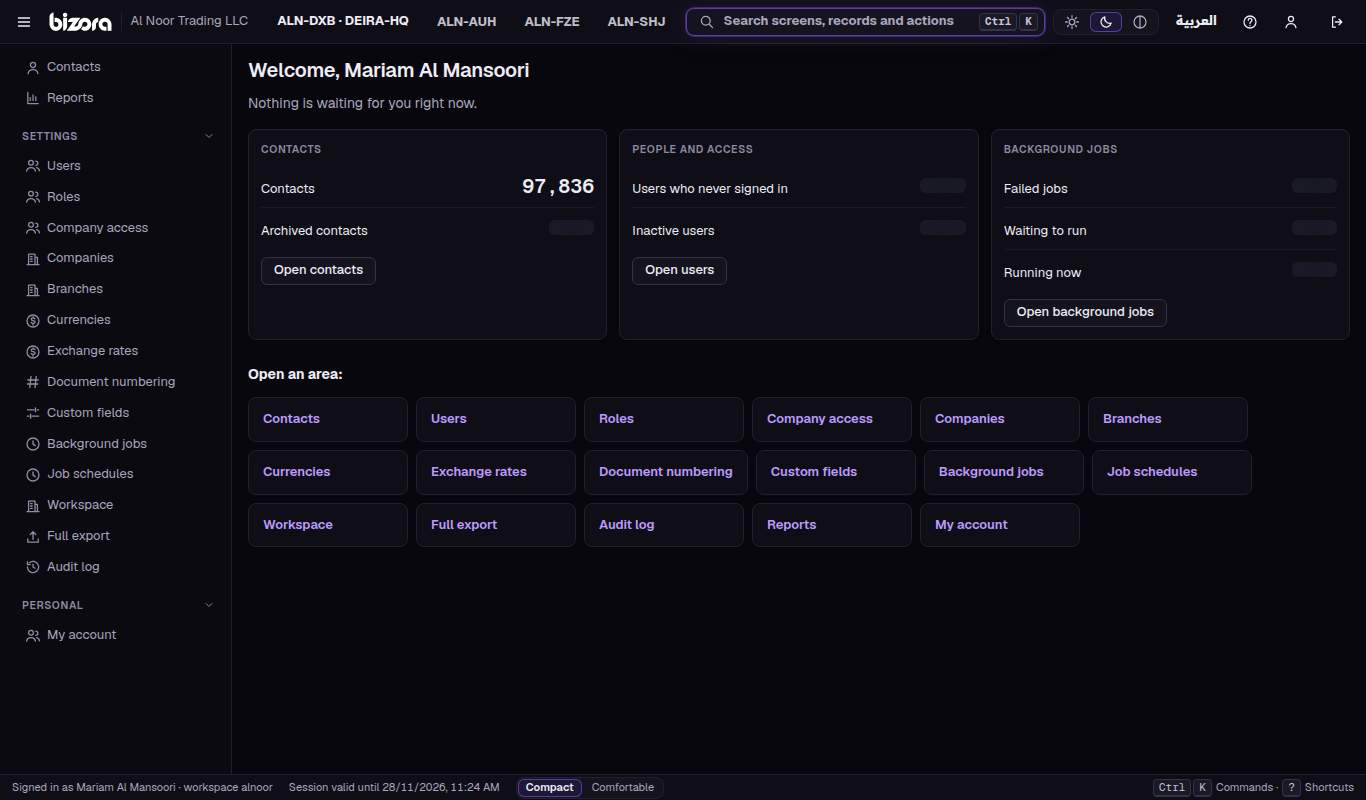 bizora Al Noor Trading LLC ALN-DXB · DEIRA-HQ ALN-AUH ALN-FZE ALN-SHJ Search screens, records and actions Ctrl K العربية
Contacts
Reports
SETTINGS
Users
Roles
Company access
Companies
Branches
Currencies
Exchange rates
Document numbering
Custom fields
Background jobs
Job schedules
Workspace
Full export
Audit log
PERSONAL
My account
Welcome, Mariam Al Mansoori
Nothing is waiting for you right now.
CONTACTS
Contacts 97,836
Archived contacts
Open contacts
PEOPLE AND ACCESS
Users who never signed in
Inactive users
Open users
BACKGROUND JOBS
Failed jobs
Waiting to run
Running now
Open background jobs
Open an area:
Contacts Users Roles Company access Companies Branches
Currencies Exchange rates Document numbering Custom fields Background jobs Job schedules
Workspace Full export Audit log Reports My account
Signed in as Mariam Al Mansoori · workspace alnoor Session valid until 28/11/2026, 11:24 AM Compact Comfortable Ctrl K Commands · ? Shortcuts